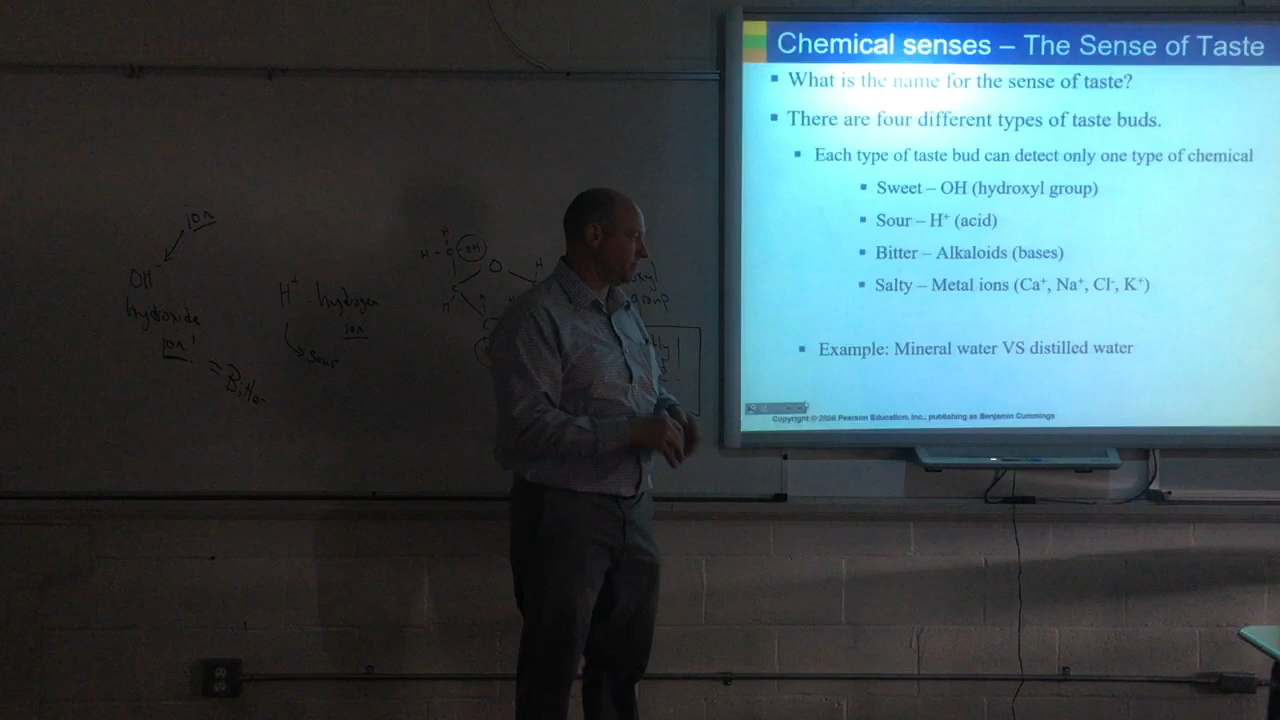 Chemical senses – The Sense of Taste
What is the name for the sense of taste?
There are four different types of taste buds.
Each type of taste bud can detect only one type of chemical
Sweet – OH (hydroxyl group)
Sour – H⁺ (acid)
Bitter – Alkaloids (bases)
Salty – Metal ions (Ca⁺, Na⁺, Cl⁻, K⁺)
Example: Mineral water VS distilled water
Copyright © 2008 Pearson Education, Inc., publishing as Benjamin Cummings
ion
OH⁻
hydroxide
ion
= Bitter
H⁺ - hydrogen
ion
sour
H
H - C - OH
O
H
C
H